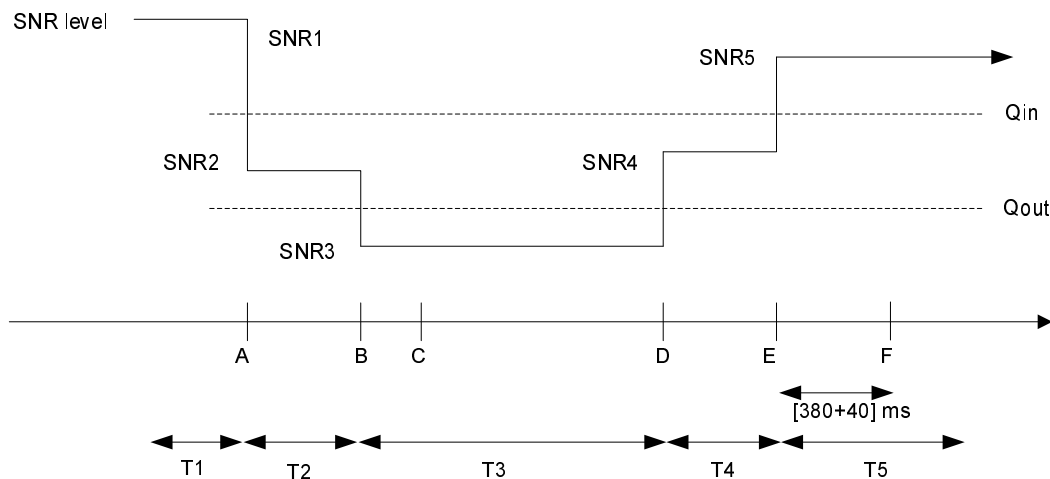 SNR level
SNR1
SNR5
Qin
SNR2
SNR4
Qout
SNR3
A B C D E F
[380+40] ms
T1 T2 T3 T4 T5